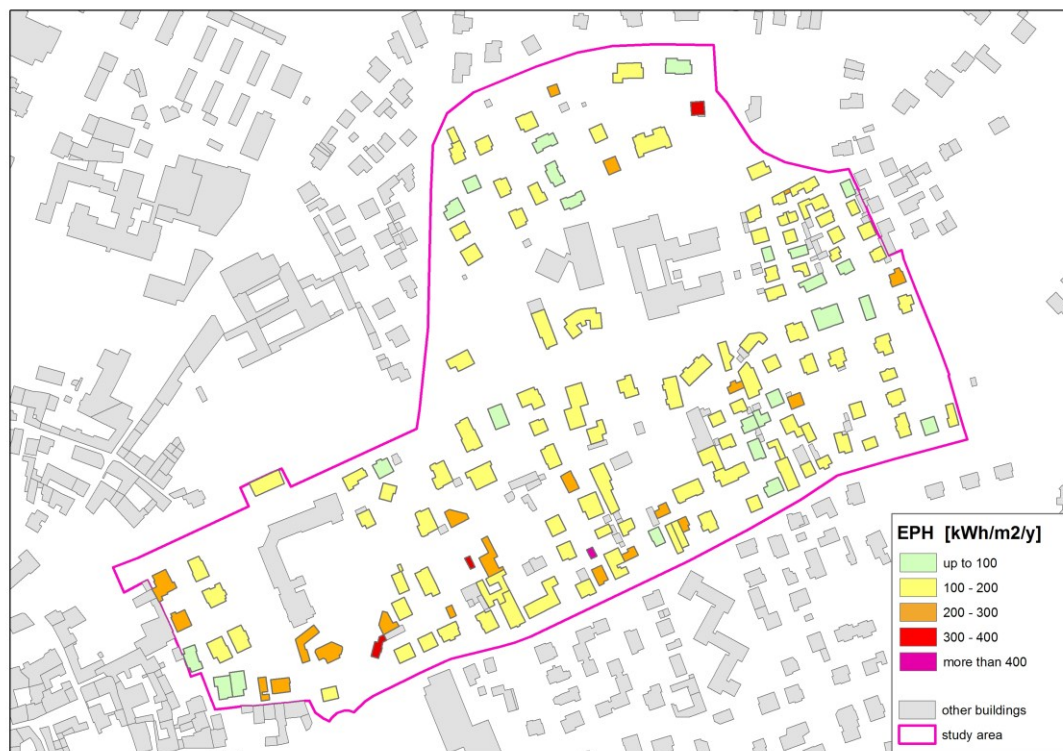 EPH [kWh/m2/y]
up to 100
100 - 200
200 - 300
300 - 400
more than 400
other buildings
study area